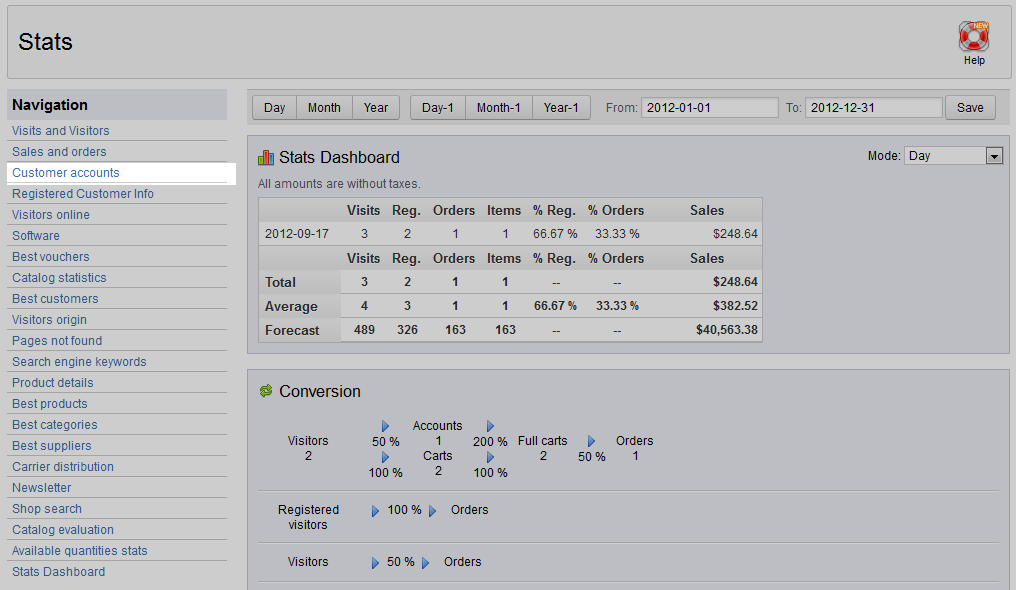 Stats
NEW
Help
Navigation
Visits and Visitors
Sales and orders
Customer accounts
Registered Customer Info
Visitors online
Software
Best vouchers
Catalog statistics
Best customers
Visitors origin
Pages not found
Search engine keywords
Product details
Best products
Best categories
Best suppliers
Carrier distribution
Newsletter
Shop search
Catalog evaluation
Available quantities stats
Stats Dashboard
Day Month Year Day-1 Month-1 Year-1 From: 2012-01-01 To: 2012-12-31 Save
Stats Dashboard Mode: Day
All amounts are without taxes.
Visits Reg. Orders Items % Reg. % Orders Sales
2012-09-17 3 2 1 1 66.67 % 33.33 % $248.64
Visits Reg. Orders Items % Reg. % Orders Sales
Total 3 2 1 1 -- -- $248.64
Average 4 3 1 1 66.67 % 33.33 % $382.52
Forecast 489 326 163 163 -- -- $40,563.38
Conversion
Accounts
Visitors 50 % 1 200 % Full carts Orders
2 Carts 2 50 % 1
100 % 2 100 %
Registered 100 % Orders
visitors
Visitors 50 % Orders